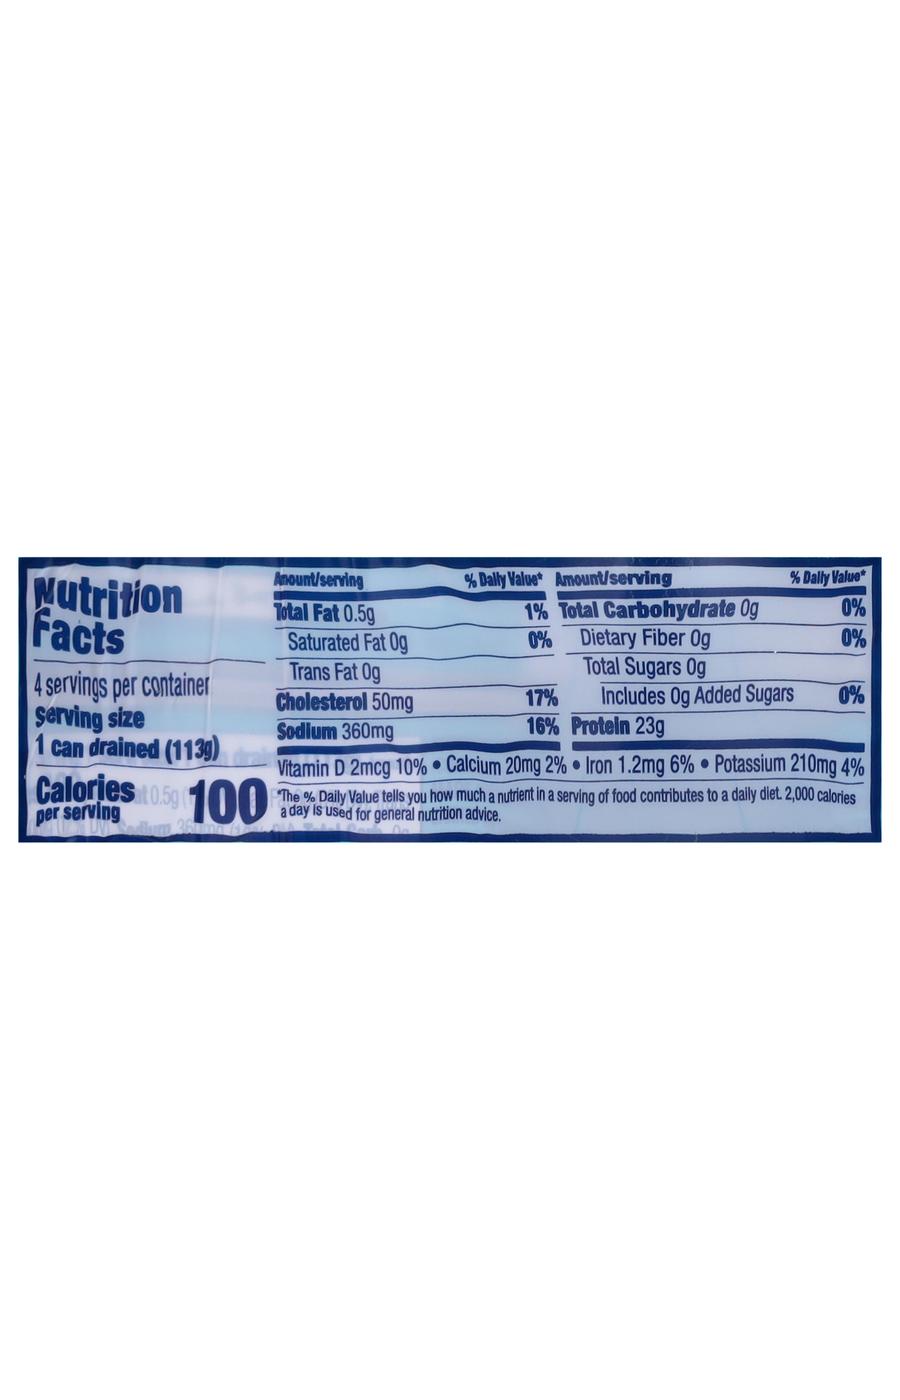 Nutrition
Facts
4 servings per container
Serving size
1 can drained (113g)
Calories
per serving
100
Amount/serving % Daily Value*
Total Fat 0.5g 1%
Saturated Fat 0g 0%
Trans Fat 0g
Cholesterol 50mg 17%
Sodium 360mg 16%
Amount/serving % Daily Value*
Total Carbohydrate 0g 0%
Dietary Fiber 0g 0%
Total Sugars 0g
Includes 0g Added Sugars 0%
Protein 23g
Vitamin D 2mcg 10% • Calcium 20mg 2% • Iron 1.2mg 6% • Potassium 210mg 4%
*The % Daily Value tells you how much a nutrient in a serving of food contributes to a daily diet. 2,000 calories
a day is used for general nutrition advice.